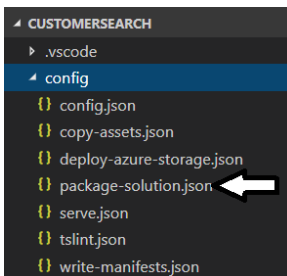 CUSTOMERSEARCH
.vscode
config
{} config.json
{} copy-assets.json
{} deploy-azure-storage.json
{} package-solution.json
{} serve.json
{} tslint.json
{} write-manifests.json